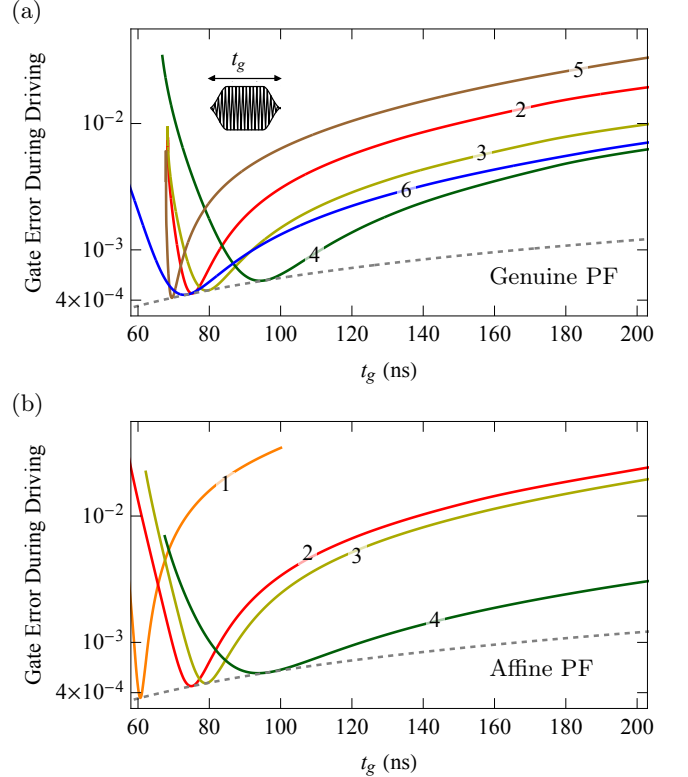 (a)
t_g
Gate Error During Driving
10⁻²
10⁻³
4×10⁻⁴
5
2
3
6
4
Genuine PF
60 80 100 120 140 160 180 200
t_g (ns)
(b)
Gate Error During Driving
10⁻²
10⁻³
4×10⁻⁴
1
2
3
4
Affine PF
60 80 100 120 140 160 180 200
t_g (ns)